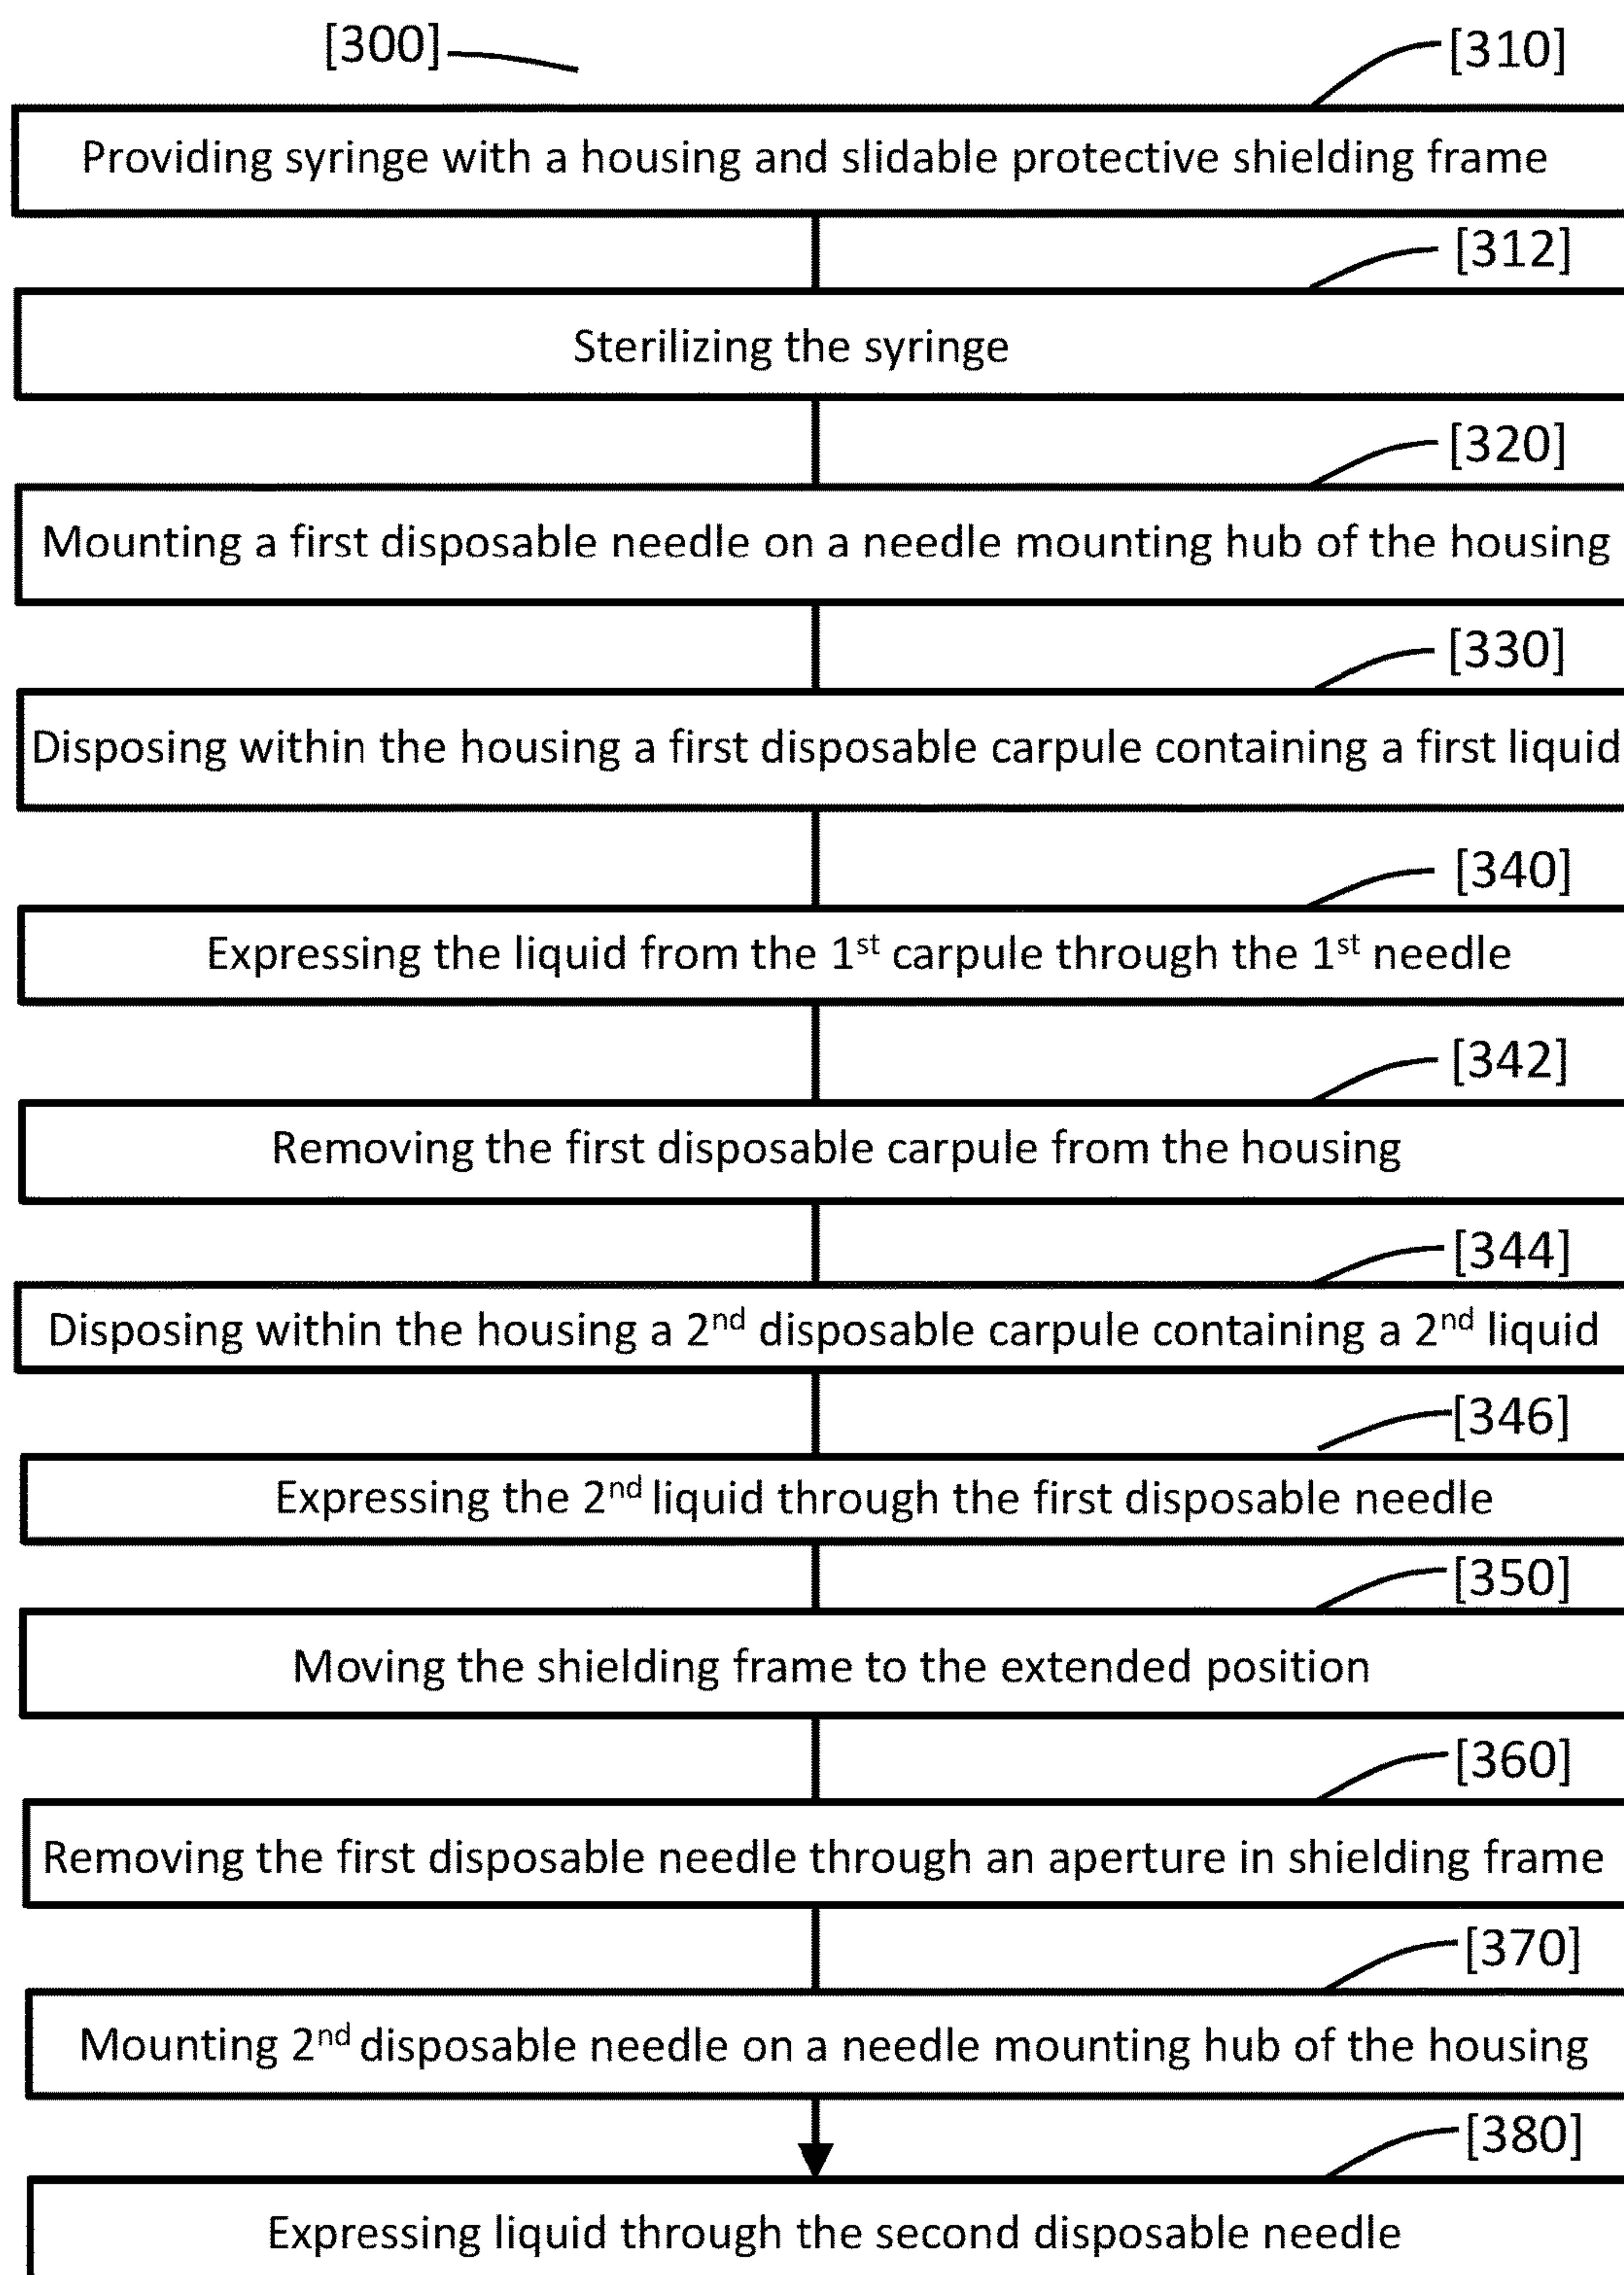 [300]
[310]
Providing syringe with a housing and slidable protective shielding frame
[312]
Sterilizing the syringe
[320]
Mounting a first disposable needle on a needle mounting hub of the housing
[330]
Disposing within the housing a first disposable carpule containing a first liquid
[340]
Expressing the liquid from the 1st carpule through the 1st needle
[342]
Removing the first disposable carpule from the housing
[344]
Disposing within the housing a 2nd disposable carpule containing a 2nd liquid
[346]
Expressing the 2nd liquid through the first disposable needle
[350]
Moving the shielding frame to the extended position
[360]
Removing the first disposable needle through an aperture in shielding frame
[370]
Mounting 2nd disposable needle on a needle mounting hub of the housing
[380]
Expressing liquid through the second disposable needle